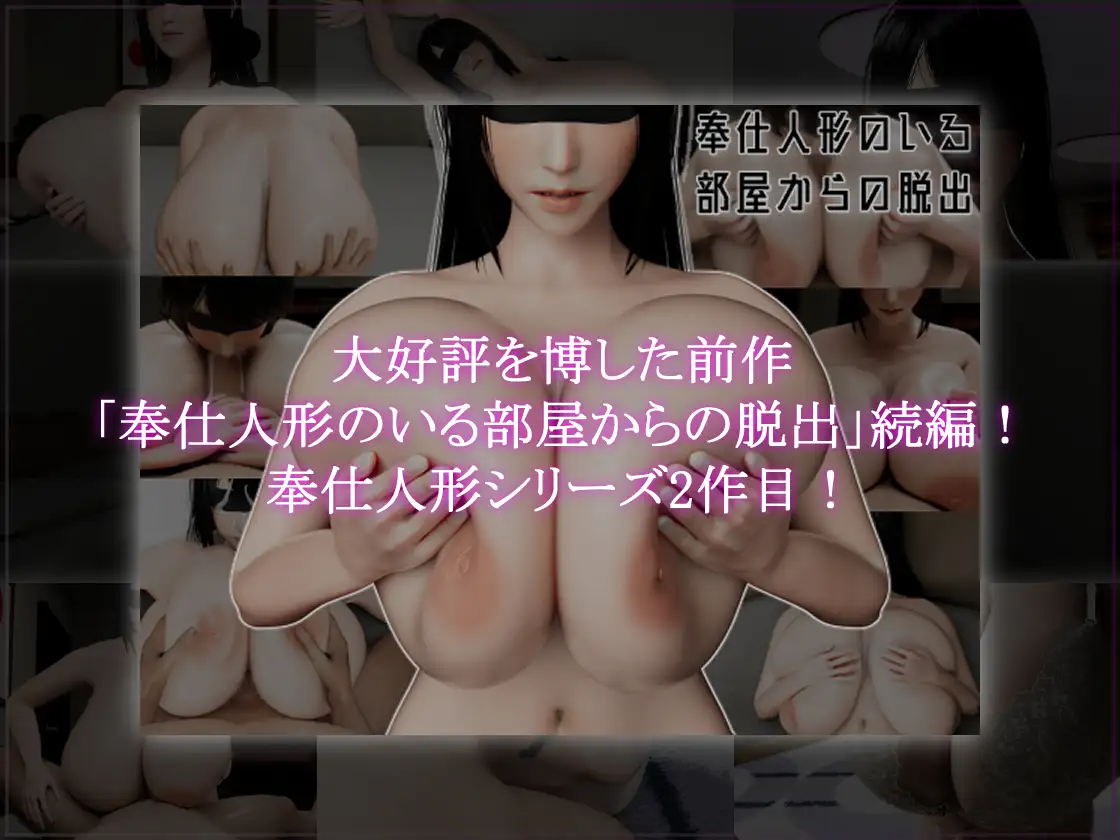 奉仕人形のいる
部屋からの脱出
大好評を博した前作
「奉仕人形のいる部屋からの脱出」続編！
奉仕人形シリーズ2作目！